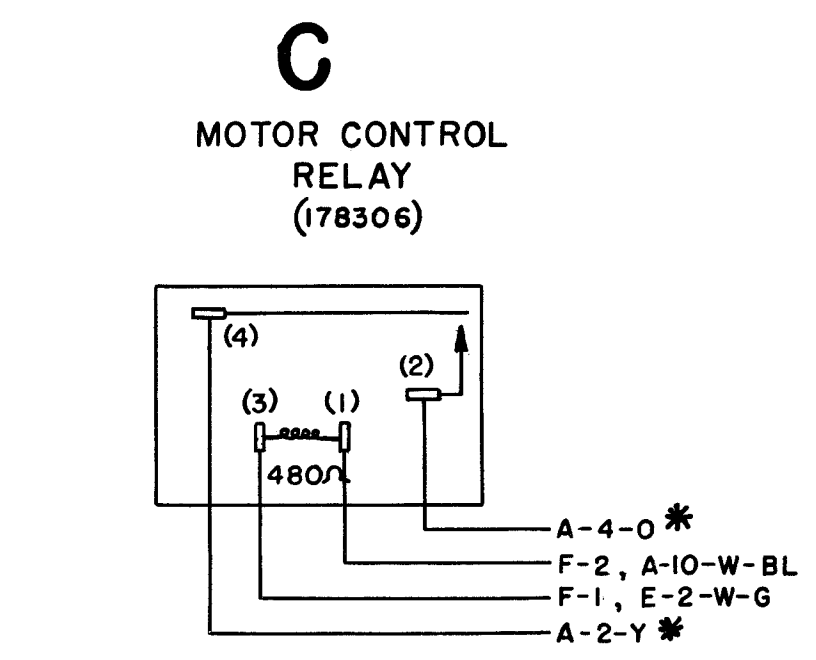 C
MOTOR CONTROL
RELAY
(178306)
(4)
(2)
(3) (1)
480Ω
A-4-O *
F-2, A-10-W-BL
F-1, E-2-W-G
A-2-Y *